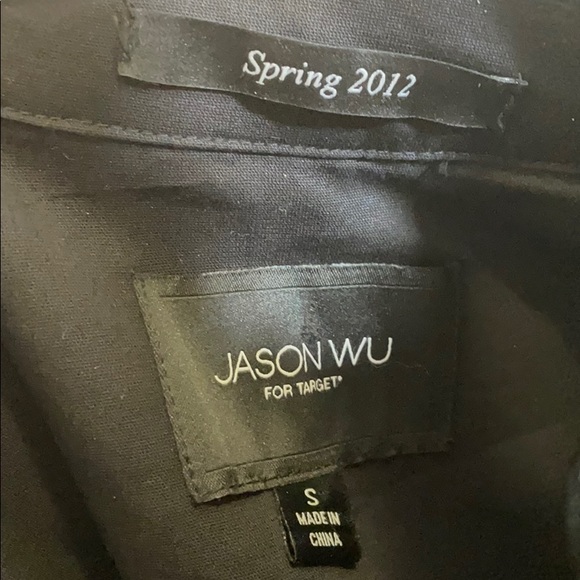 Spring 2012
JASON WU
FOR TARGET®
S
MADE IN
CHINA